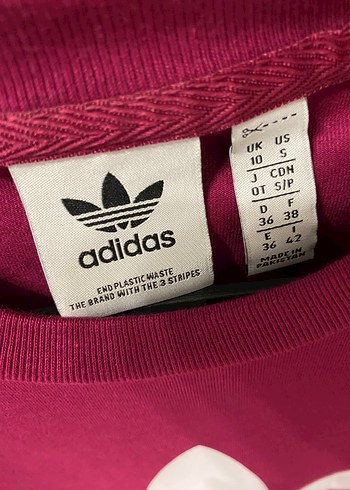 adidas
END PLASTIC WASTE
THE BRAND WITH THE 3 STRIPES
UK US
10 S
J CDN
OT S/P
D F
36 38
E I
36 42
MADE IN
PAKISTAN